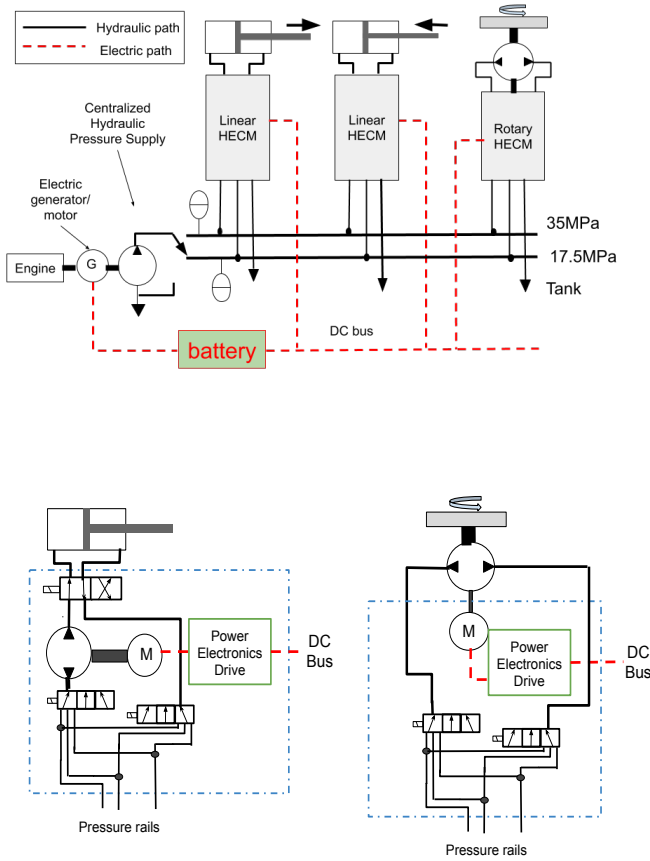 Hydraulic path
Electric path
Centralized
Hydraulic
Pressure Supply
Electric
generator/
motor
Linear
HECM
Linear
HECM
Rotary
HECM
35MPa
17.5MPa
Tank
Engine
G
battery
DC bus
M
Power
Electronics
Drive
DC
Bus
Pressure rails
M
Power
Electronics
Drive
DC
Bus
Pressure rails